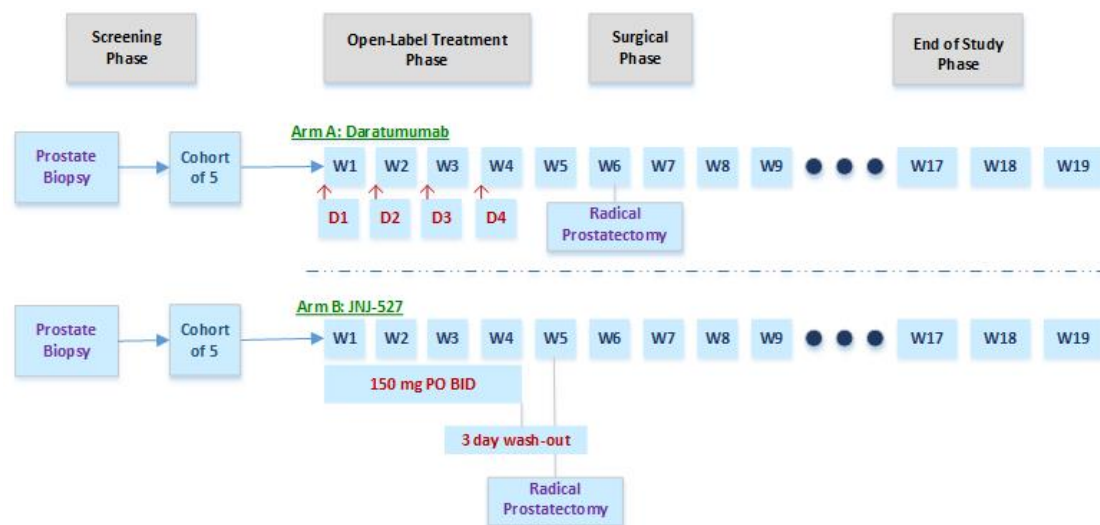 Screening
Phase
Open-Label Treatment
Phase
Surgical
Phase
End of Study
Phase
Arm A: Daratumumab
Prostate
Biopsy
Cohort
of 5
W1 W2 W3 W4 W5 W6 W7 W8 W9 W17 W18 W19
D1 D2 D3 D4
Radical
Prostatectomy
Arm B: JNJ-527
Prostate
Biopsy
Cohort
of 5
W1 W2 W3 W4 W5 W6 W7 W8 W9 W17 W18 W19
150 mg PO BID
3 day wash-out
Radical
Prostatectomy